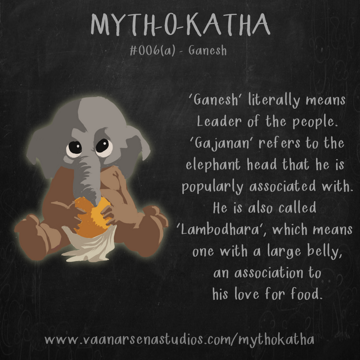 MYTH-O-KATHA
#006(a) - Ganesh
'Ganesh' literally means
Leader of the people.
'Gajanan' refers to the
elephant head that he is
popularly associated with.
He is also called
'Lambodhara', which means
one with a large belly,
an association to
his love for food.
www.vaanarsenastudios.com/mythokatha